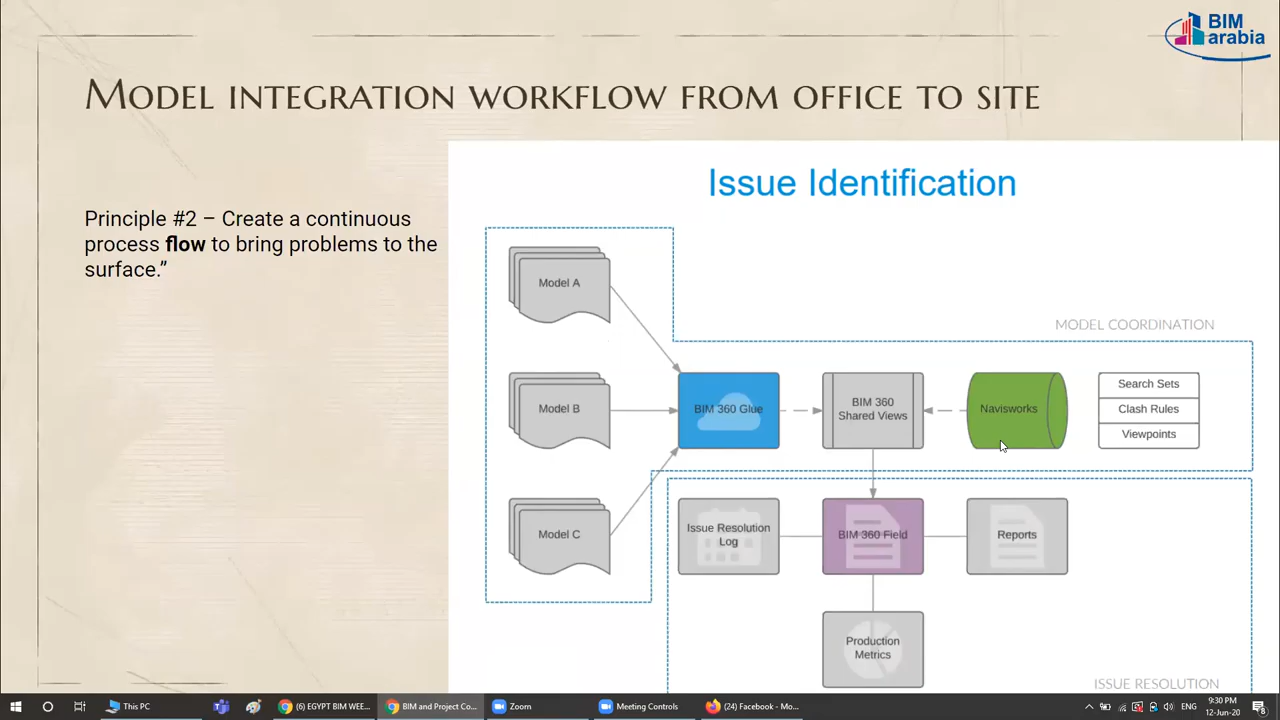 BIM
arabia
MODEL INTEGRATION WORKFLOW FROM OFFICE TO SITE
Principle #2 – Create a continuous
process flow to bring problems to the
surface.”
Issue Identification
MODEL COORDINATION
Model A
Model B
Model C
BIM 360 Glue
BIM 360
Shared Views
Navisworks
Search Sets
Clash Rules
Viewpoints
Issue Resolution
Log
BIM 360 Field
Reports
Production
Metrics
ISSUE RESOLUTION
This PC
(6) EGYPT BIM WEE...
BIM and Project Co...
Zoom
Meeting Controls
(24) Facebook - Mo...
ENG
9:30 PM
12-Jun-20
8